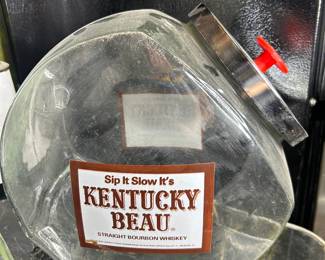 Sip It Slow It's
KENTUCKY
BEAU®
STRAIGHT BOURBON WHISKEY